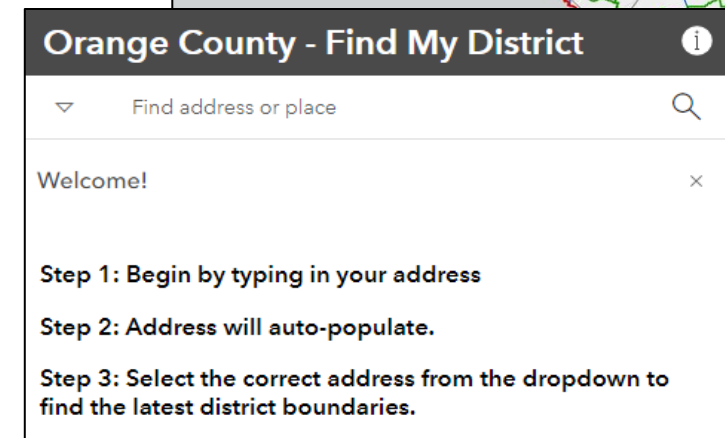 Orange County - Find My District
Find address or place
Welcome!
Step 1: Begin by typing in your address
Step 2: Address will auto-populate.
Step 3: Select the correct address from the dropdown to
find the latest district boundaries.